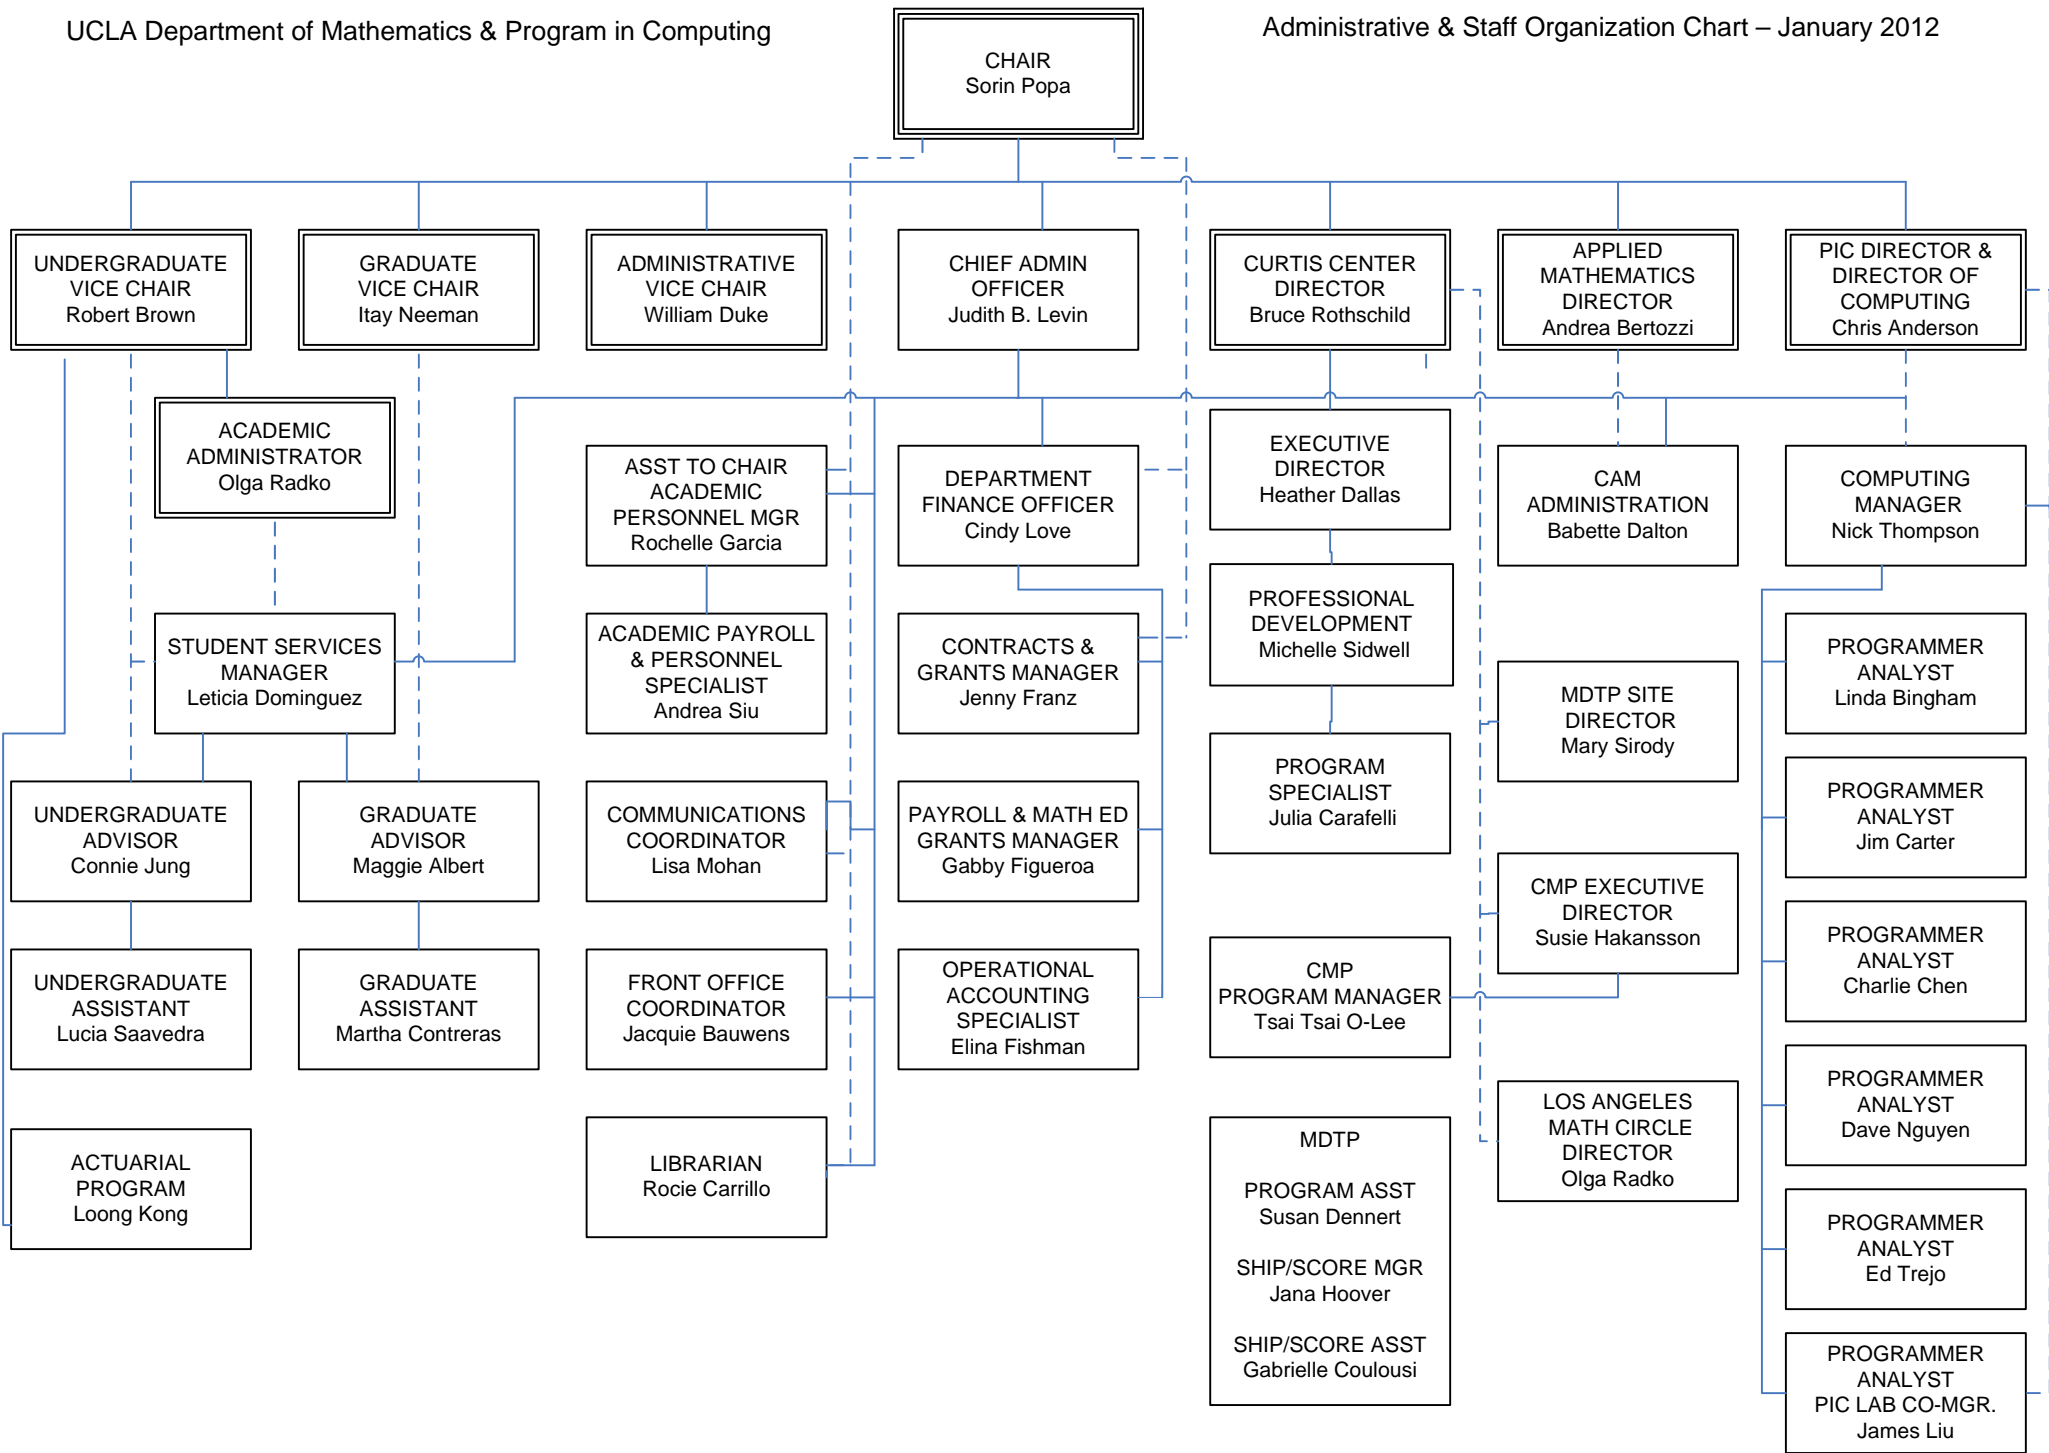 UCLA Department of Mathematics & Program in Computing
Administrative & Staff Organization Chart – January 2012
CHAIR
Sorin Popa
UNDERGRADUATE
VICE CHAIR
Robert Brown
GRADUATE
VICE CHAIR
Itay Neeman
ADMINISTRATIVE
VICE CHAIR
William Duke
CHIEF ADMIN
OFFICER
Judith B. Levin
CURTIS CENTER
DIRECTOR
Bruce Rothschild
APPLIED
MATHEMATICS
DIRECTOR
Andrea Bertozzi
PIC DIRECTOR &
DIRECTOR OF
COMPUTING
Chris Anderson
ACADEMIC
ADMINISTRATOR
Olga Radko
ASST TO CHAIR
ACADEMIC
PERSONNEL MGR
Rochelle Garcia
DEPARTMENT
FINANCE OFFICER
Cindy Love
EXECUTIVE
DIRECTOR
Heather Dallas
CAM
ADMINISTRATION
Babette Dalton
COMPUTING
MANAGER
Nick Thompson
STUDENT SERVICES
MANAGER
Leticia Dominguez
ACADEMIC PAYROLL
& PERSONNEL
SPECIALIST
Andrea Siu
CONTRACTS &
GRANTS MANAGER
Jenny Franz
PROFESSIONAL
DEVELOPMENT
Michelle Sidwell
MDTP SITE
DIRECTOR
Mary Sirody
PROGRAMMER
ANALYST
Linda Bingham
UNDERGRADUATE
ADVISOR
Connie Jung
GRADUATE
ADVISOR
Maggie Albert
COMMUNICATIONS
COORDINATOR
Lisa Mohan
PAYROLL & MATH ED
GRANTS MANAGER
Gabby Figueroa
PROGRAM
SPECIALIST
Julia Carafelli
PROGRAMMER
ANALYST
Jim Carter
CMP EXECUTIVE
DIRECTOR
Susie Hakansson
PROGRAMMER
ANALYST
Charlie Chen
UNDERGRADUATE
ASSISTANT
Lucia Saavedra
GRADUATE
ASSISTANT
Martha Contreras
FRONT OFFICE
COORDINATOR
Jacquie Bauwens
OPERATIONAL
ACCOUNTING
SPECIALIST
Elina Fishman
CMP
PROGRAM MANAGER
Tsai Tsai O-Lee
PROGRAMMER
ANALYST
Dave Nguyen
LOS ANGELES
MATH CIRCLE
DIRECTOR
Olga Radko
ACTUARIAL
PROGRAM
Loong Kong
LIBRARIAN
Rocie Carrillo
MDTP
PROGRAM ASST
Susan Dennert
SHIP/SCORE MGR
Jana Hoover
SHIP/SCORE ASST
Gabrielle Coulousi
PROGRAMMER
ANALYST
Ed Trejo
PROGRAMMER
ANALYST
PIC LAB CO-MGR.
James Liu